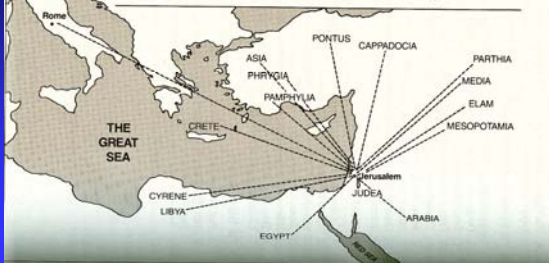 Rome
PONTUS
CAPPADOCIA
ASIA
PARTHIA
PHRYGIA
MEDIA
PAMPHYLIA
ELAM
THE
GREAT
SEA
CRETE
MESOPOTAMIA
Jerusalem
CYRENE
JUDEA
LIBYA
ARABIA
EGYPT
RED SEA